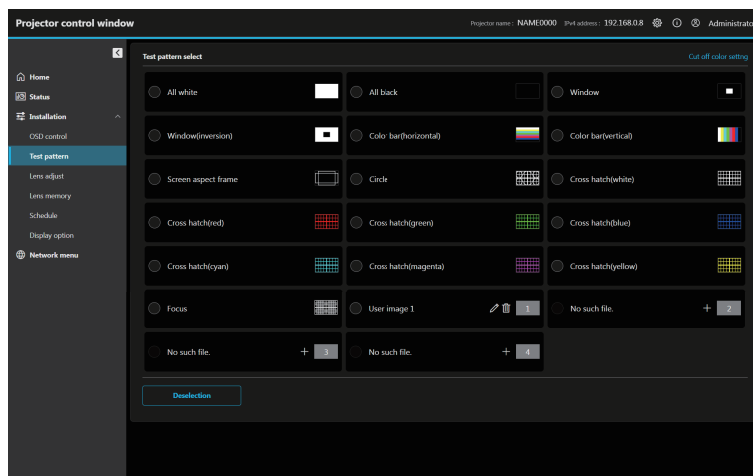 Projector control window
Projector name : NAME0000 IPv4 address : 192.168.0.8 Administrato
Test pattern select
Cut off color settng
Home
Status
Installation
OSD control
Test pattern
Lens adjust
Lens memory
Schedule
Display option
Network menu
All white
All back
Window
Window(inversion)
Color bar(horizontal)
Color bar(vertical)
Screen aspect frame
Circle
Cross hatch(white)
Cross hatch(red)
Cross hatch(green)
Cross hatch(blue)
Cross hatch(cyan)
Cross hatch(magenta)
Cross hatch(yellow)
Focus
User image 1 1
No such file. + 2
No such file. + 3
No such file. + 4
Deselection